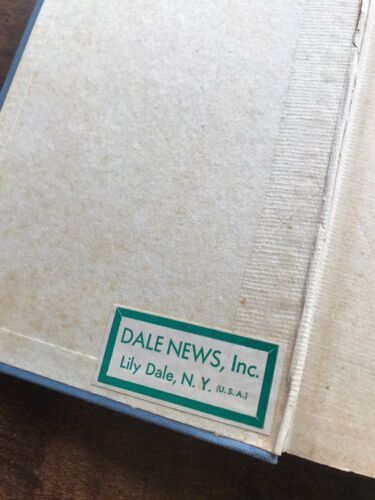 DALE NEWS, Inc.
Lily Dale, N. Y. (U.S.A.)